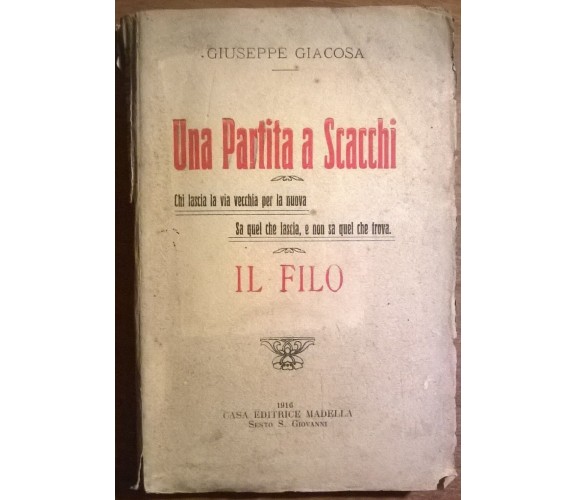 GIUSEPPE GIACOSA
Una Partita a Scacchi
Chi lascia la via vecchia per la nuova
Sa quel che lascia, e non sa quel che trova.
IL FILO
1916
CASA EDITRICE MADELLA
SESTO S. GIOVANNI